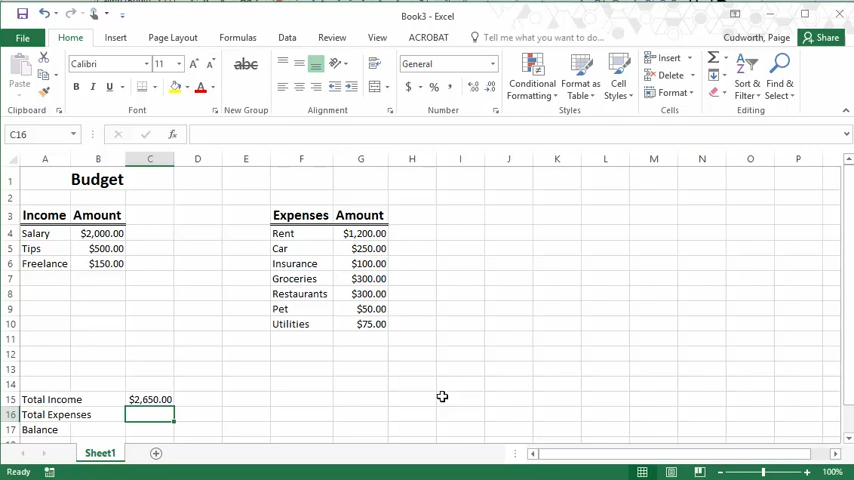 Book3 - Excel
File Home Insert Page Layout Formulas Data Review View ACROBAT Tell me what you want to do... Cudworth, Paige Share
Paste Calibri 11 A A abc General $ % , Conditional Formatting Format as Table Cell Styles Insert Delete Format Sort & Filter Find & Select
B I U
Clipboard Font New Group Alignment Number Styles Cells Editing
C16 fx
A B C D E F G H I J K L M N O P
1 Budget
2
3 Income Amount Expenses Amount
4 Salary $2,000.00 Rent $1,200.00
5 Tips $500.00 Car $250.00
6 Freelance $150.00 Insurance $100.00
7 Groceries $300.00
8 Restaurants $300.00
9 Pet $50.00
10 Utilities $75.00
11
12
13
14
15 Total Income $2,650.00
16 Total Expenses
17 Balance
Sheet1
Ready 100%